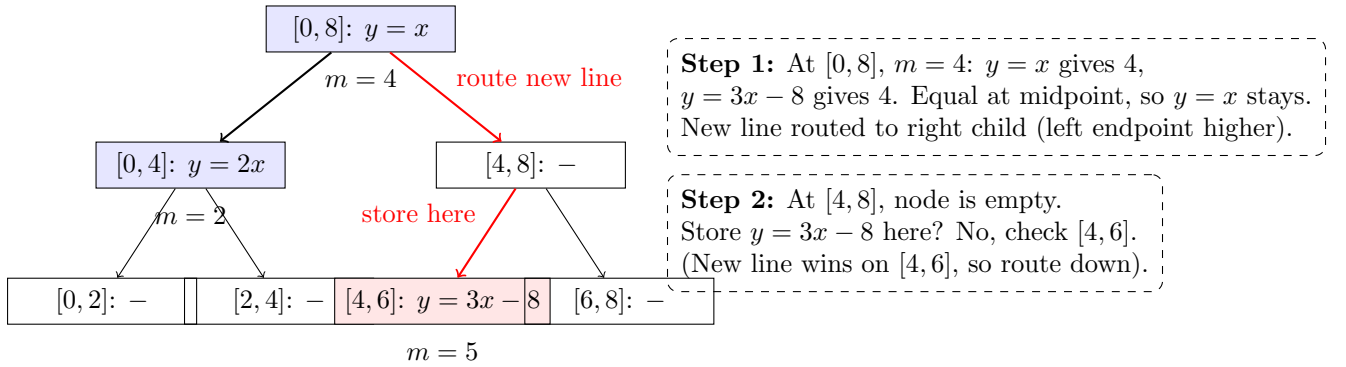 [0, 8]: y = x
m = 4
route new line
[0, 4]: y = 2x
[4, 8]: −
m = 2
store here
[0, 2]: −
[2, 4]: −
[4, 6]: y = 3x − 8
[6, 8]: −
m = 5
Step 1: At [0, 8], m = 4: y = x gives 4,
y = 3x − 8 gives 4. Equal at midpoint, so y = x stays.
New line routed to right child (left endpoint higher).
Step 2: At [4, 8], node is empty.
Store y = 3x − 8 here? No, check [4, 6].
(New line wins on [4, 6], so route down).